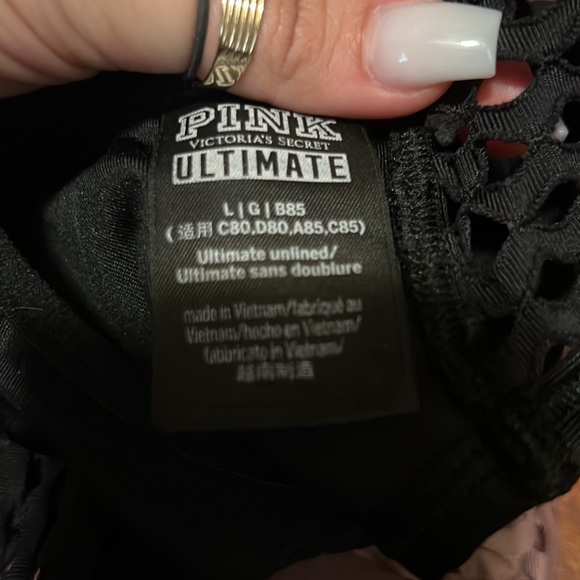 PINK
VICTORIA'S SECRET
ULTIMATE
L|G|B85
(适用 C80,D80,A85,C85)
Ultimate unlined/
Ultimate sans doublure
made in Vietnam/fabriqué au
Vietnam/hecho en Vietnam/
fabbricato in Vietnam/
越南制造